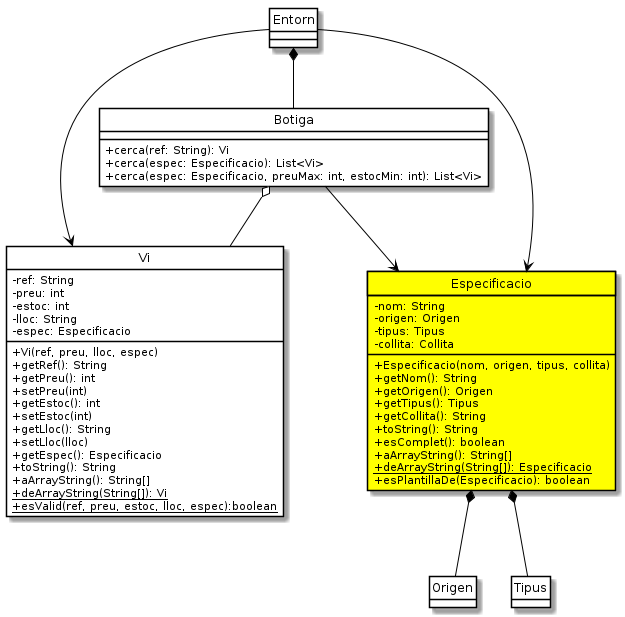 Entorn
Botiga
+cerca(ref: String): Vi
+cerca(espec: Especificacio): List<Vi>
+cerca(espec: Especificacio, preuMax: int, estocMin: int): List<Vi>
Vi
-ref: String
-preu: int
-estoc: int
-lloc: String
-espec: Especificacio
+Vi(ref, preu, lloc, espec)
+getRef(): String
+getPreu(): int
+setPreu(int)
+getEstoc(): int
+setEstoc(int)
+getLloc(): String
+setLloc(lloc)
+getEspec(): Especificacio
+toString(): String
+aArrayString(): String[]
+deArrayString(String[]): Vi
+esValid(ref, preu, estoc, lloc, espec):boolean
Especificacio
-nom: String
-origen: Origen
-tipus: Tipus
-collita: Collita
+Especificacio(nom, origen, tipus, collita)
+getNom(): String
+getOrigen(): Origen
+getTipus(): Tipus
+getCollita(): String
+toString(): String
+esComplet(): boolean
+aArrayString(): String[]
+deArrayString(String[]): Especificacio
+esPlantillaDe(Especificacio): boolean
Origen
Tipus